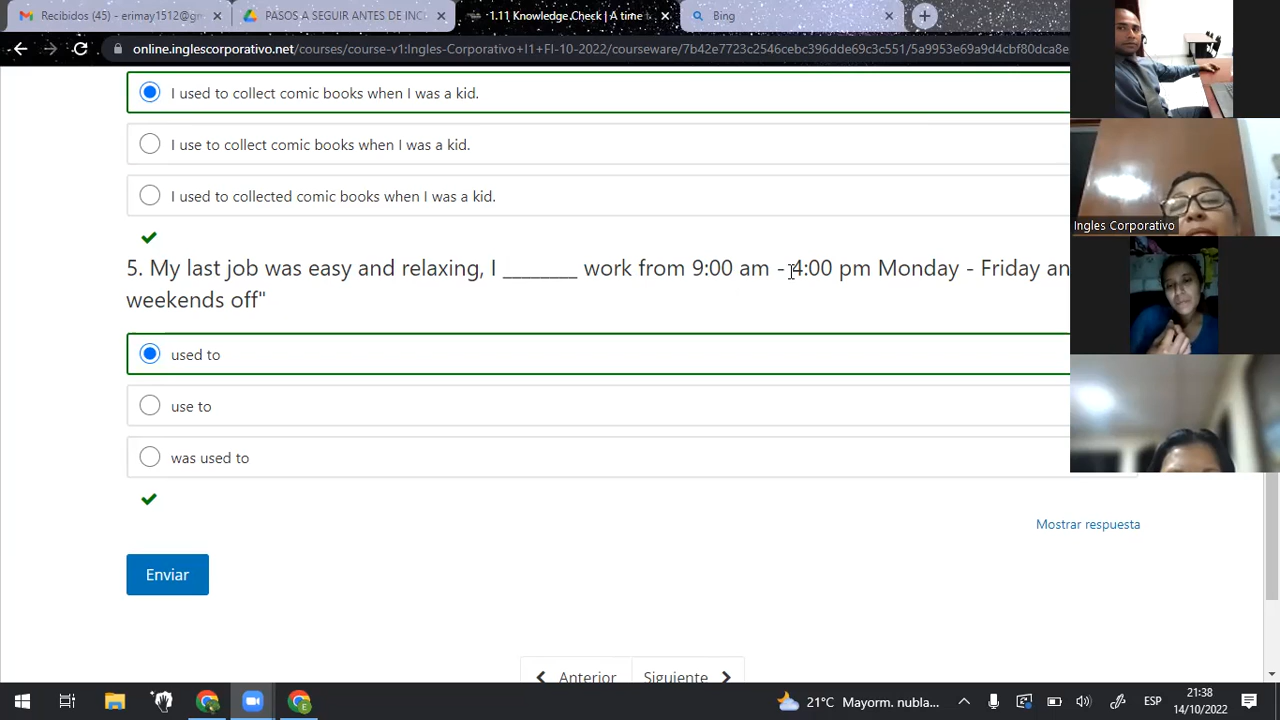 Recibidos (45) - erimay1512@g
PASOS A SEGUIR ANTES DE INC
1.11 Knowledge Check | A time
Bing
online.inglescorporativo.net/courses/course-v1:Ingles-Corporativo+I1+FI-10-2022/courseware/7b42e7723c2546cebc396dde69c3c551/5a9953e69a9d4cbf80dca8e
I used to collect comic books when I was a kid.
I use to collect comic books when I was a kid.
I used to collected comic books when I was a kid.
Ingles Corporativo
5. My last job was easy and relaxing, I ________ work from 9:00 am - 4:00 pm Monday - Friday an
weekends off"
used to
use to
was used to
Mostrar respuesta
Enviar
Anterior
Siguiente
21°C Mayorm. nubla...
ESP
21:38
14/10/2022